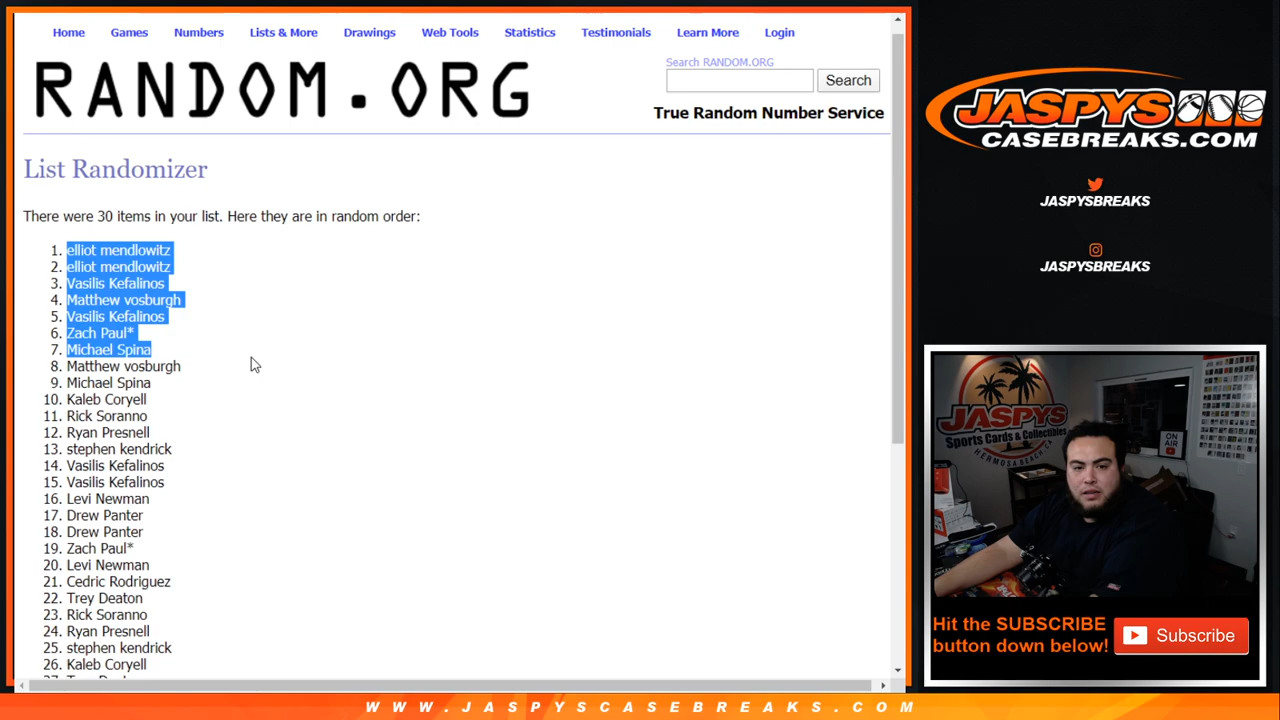 Home Games Numbers Lists & More Drawings Web Tools Statistics Testimonials Learn More Login
RANDOM.ORG
Search RANDOM.ORG
Search
True Random Number Service
List Randomizer
There were 30 items in your list. Here they are in random order:
1. elliot mendlowitz
2. elliot mendlowitz
3. Vasilis Kefalinos
4. Matthew vosburgh
5. Vasilis Kefalinos
6. Zach Paul*
7. Michael Spina
8. Matthew vosburgh
9. Michael Spina
10. Kaleb Coryell
11. Rick Soranno
12. Ryan Presnell
13. stephen kendrick
14. Vasilis Kefalinos
15. Vasilis Kefalinos
16. Levi Newman
17. Drew Panter
18. Drew Panter
19. Zach Paul*
20. Levi Newman
21. Cedric Rodriguez
22. Trey Deaton
23. Rick Soranno
24. Ryan Presnell
25. stephen kendrick
26. Kaleb Coryell
JASPYS
CASEBREAKS.COM
JASPYSBREAKS
JASPYSBREAKS
JASPYS
Sports Cards & Collectibles
HERMOSA BEACH, CA
ON AIR
Hit the SUBSCRIBE
button down below!
Subscribe
WWW.JASPYSCASEBREAKS.COM